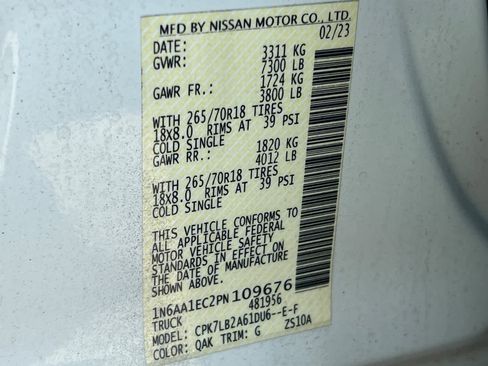 MFD BY NISSAN MOTOR CO., LTD.
DATE: 02/23
GVWR: 3311 KG
7300 LB
GAWR FR.: 1724 KG
3800 LB
WITH 265/70R18 TIRES
18X8.0 RIMS AT 39 PSI
COLD SINGLE
GAWR RR.: 1820 KG
4012 LB
WITH 265/70R18 TIRES
18X8.0 RIMS AT 39 PSI
COLD SINGLE
THIS VEHICLE CONFORMS TO
ALL APPLICABLE FEDERAL
MOTOR VEHICLE SAFETY
STANDARDS IN EFFECT ON
THE DATE OF MANUFACTURE
SHOWN ABOVE.
1N6AA1EC2PN109676
TRUCK 481956
MODEL: CPK7LB2A61DU6--E-F
COLOR: QAK TRIM: G ZS10A